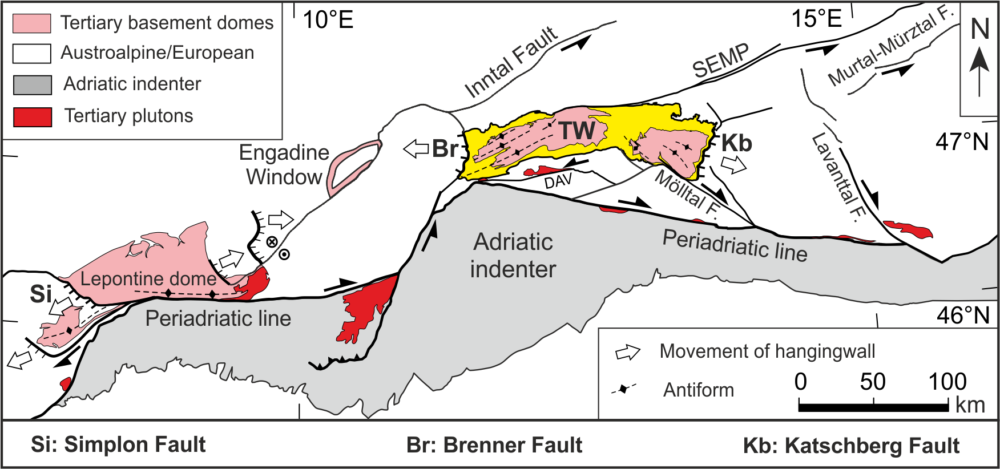 Tertiary basement domes
Austroalpine/European
Adriatic indenter
Tertiary plutons
10°E
15°E
N
Inntal Fault
SEMP
Murtal-Mürztal F.
47°N
Engadine
Window
Br
TW
Kb
Lavanttal F.
DAV
Mölltal F.
Adriatic
indenter
Periadriatic line
Lepontine dome
Si
Periadriatic line
46°N
Movement of hangingwall
Antiform
0 50 100
km
Si: Simplon Fault
Br: Brenner Fault
Kb: Katschberg Fault